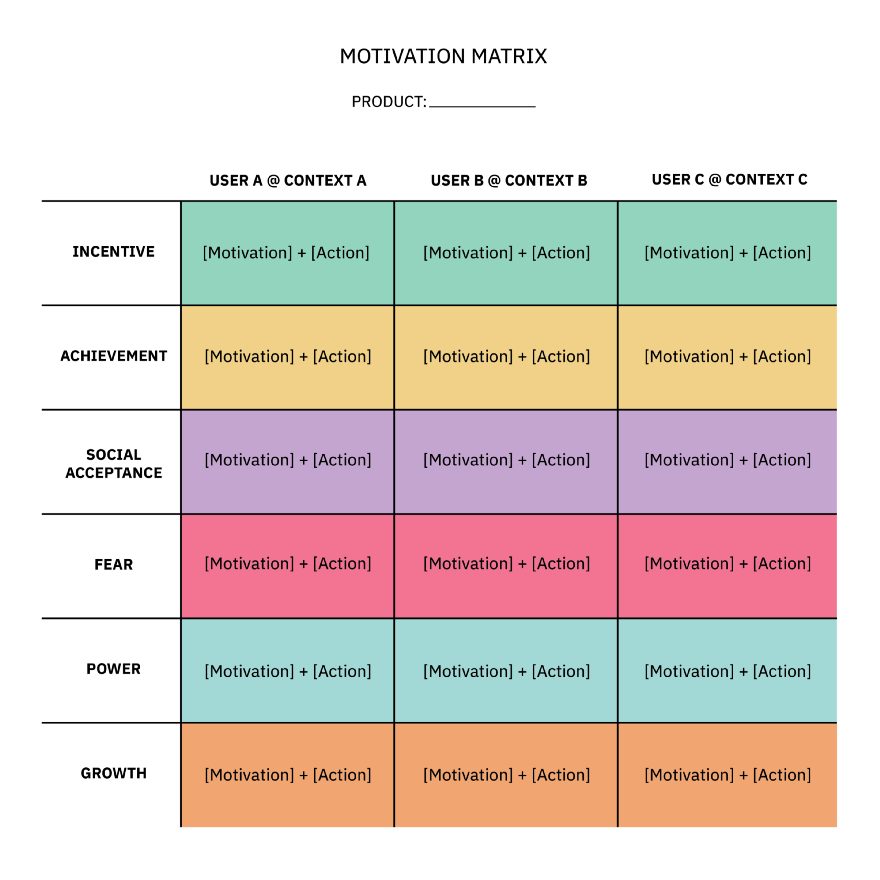 MOTIVATION MATRIX
PRODUCT:____________
USER A @ CONTEXT A USER B @ CONTEXT B USER C @ CONTEXT C
INCENTIVE [Motivation] + [Action] [Motivation] + [Action] [Motivation] + [Action]
ACHIEVEMENT [Motivation] + [Action] [Motivation] + [Action] [Motivation] + [Action]
SOCIAL
ACCEPTANCE [Motivation] + [Action] [Motivation] + [Action] [Motivation] + [Action]
FEAR [Motivation] + [Action] [Motivation] + [Action] [Motivation] + [Action]
POWER [Motivation] + [Action] [Motivation] + [Action] [Motivation] + [Action]
GROWTH [Motivation] + [Action] [Motivation] + [Action] [Motivation] + [Action]